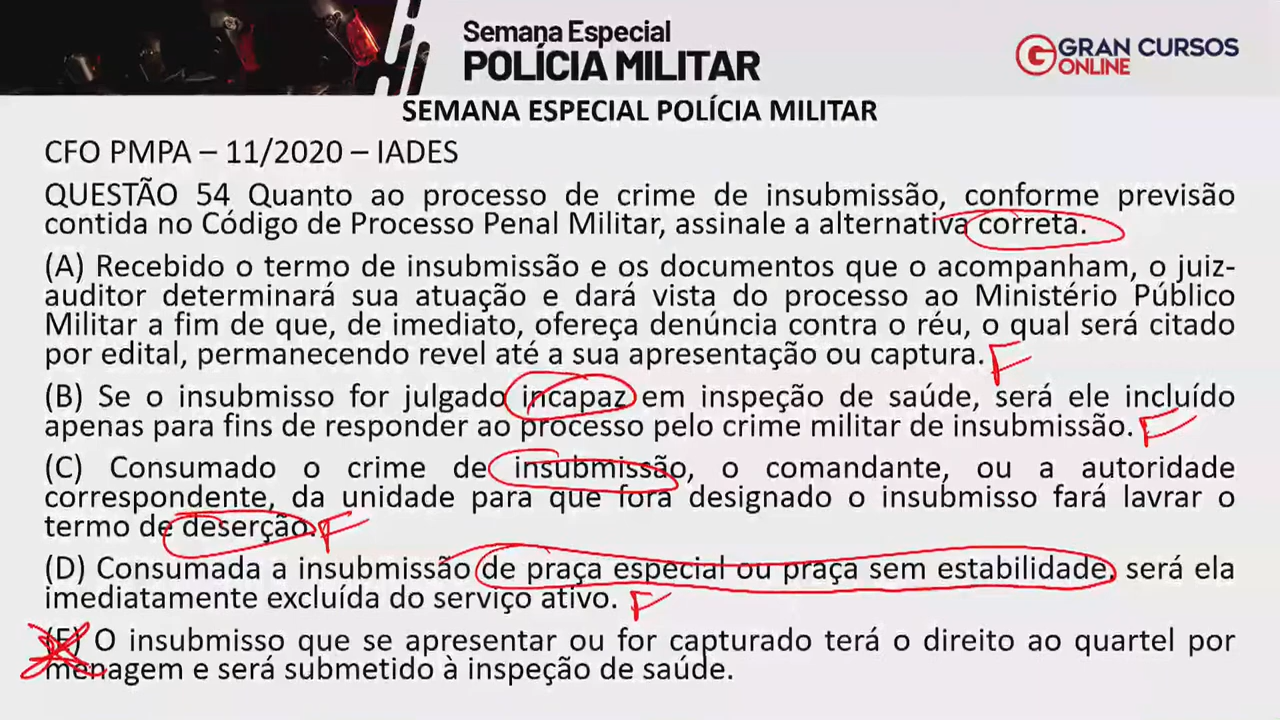 Semana Especial
POLÍCIA MILITAR
GRAN CURSOS
ONLINE
SEMANA ESPECIAL POLÍCIA MILITAR
CFO PMPA – 11/2020 – IADES
QUESTÃO 54 Quanto ao processo de crime de insubmissão, conforme previsão
contida no Código de Processo Penal Militar, assinale a alternativa correta.
(A) Recebido o termo de insubmissão e os documentos que o acompanham, o juiz-
auditor determinará sua atuação e dará vista do processo ao Ministério Público
Militar a fim de que, de imediato, ofereça denúncia contra o réu, o qual será citado
por edital, permanecendo revel até a sua apresentação ou captura. F
(B) Se o insubmisso for julgado incapaz em inspeção de saúde, será ele incluído
apenas para fins de responder ao processo pelo crime militar de insubmissão. F
(C) Consumado o crime de insubmissão, o comandante, ou a autoridade
correspondente, da unidade para que fora designado o insubmisso fará lavrar o
termo de deserção. F
(D) Consumada a insubmissão de praça especial ou praça sem estabilidade, será ela
imediatamente excluída do serviço ativo. F
(E) O insubmisso que se apresentar ou for capturado terá o direito ao quartel por
menagem e será submetido à inspeção de saúde.